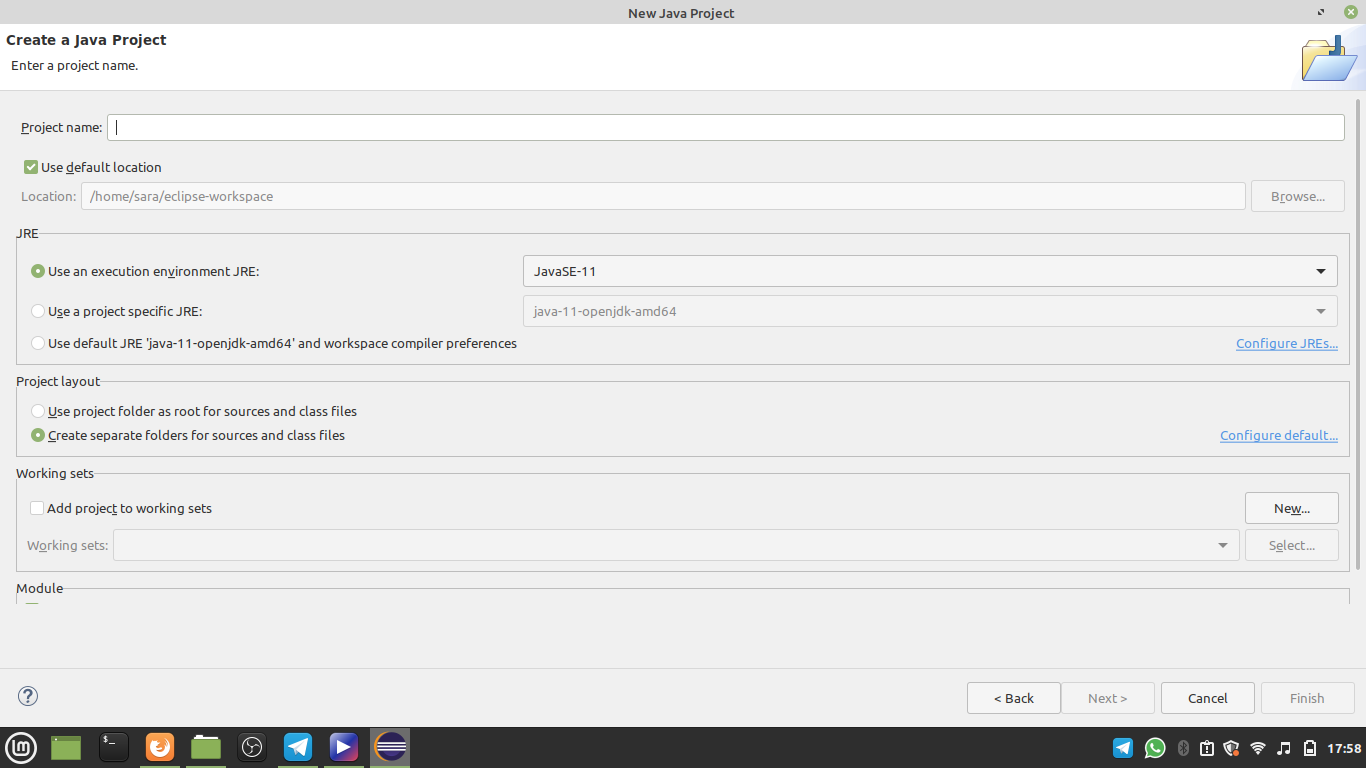 New Java Project
Create a Java Project
Enter a project name.
Project name:
Use default location
Location: /home/sara/eclipse-workspace Browse...
JRE
Use an execution environment JRE: JavaSE-11
Use a project specific JRE: java-11-openjdk-amd64
Use default JRE 'java-11-openjdk-amd64' and workspace compiler preferences Configure JREs...
Project layout
Use project folder as root for sources and class files
Create separate folders for sources and class files Configure default...
Working sets
Add project to working sets New...
Working sets: Select...
Module
? < Back Next > Cancel Finish
$_ 17:58